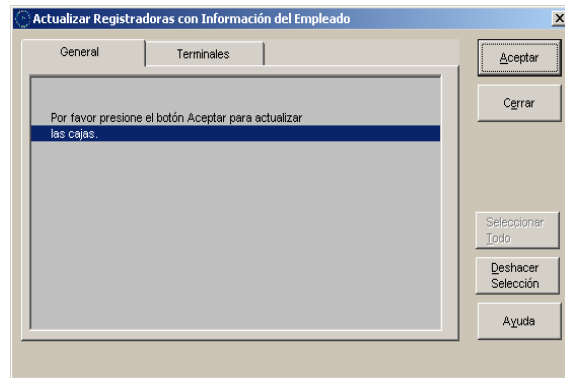 Actualizar Registradoras con Información del Empleado
General
Terminales
Aceptar
Por favor presione el botón Aceptar para actualizar
las cajas.
Cerrar
Seleccionar
Todo
Deshacer
Selección
Ayuda